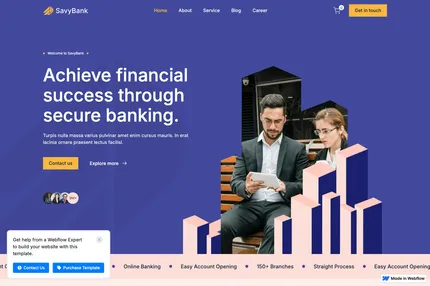 SavyBank
Home
About
Service
Blog
Career
0
Get in touch
Welcome to SavyBank
Achieve financial
success through
secure banking.
Turpis nulla massa varius pulvinar amet enim cursus mauris. In erat
lacinia ornare praesent lectus facilisi.
Contact us
Explore more
Get help from a Webflow Expert
to build your website with this
template.
Contact Us
Purchase Template
Online Banking
Easy Account Opening
150+ Branches
Straight Process
Easy Account Opening
Made in Webflow